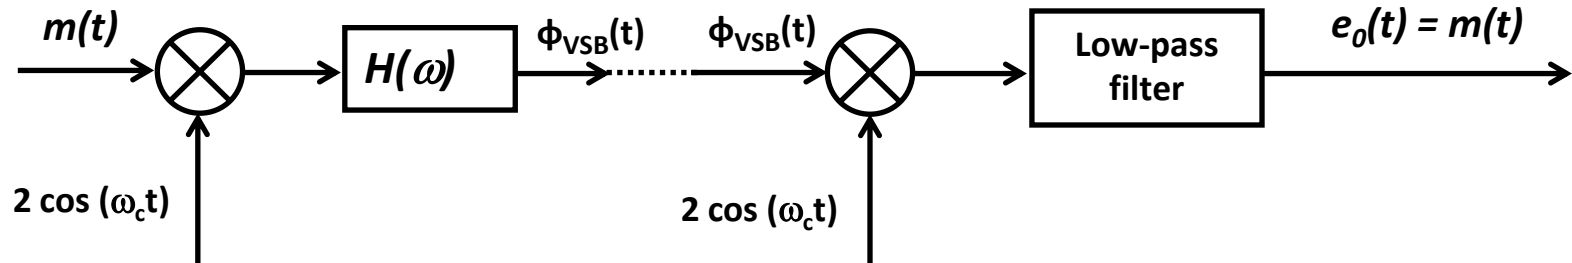 m(t)
H(ω)
ϕVSB(t)
ϕVSB(t)
Low-pass
filter
e0(t) = m(t)
2 cos (ωct)
2 cos (ωct)